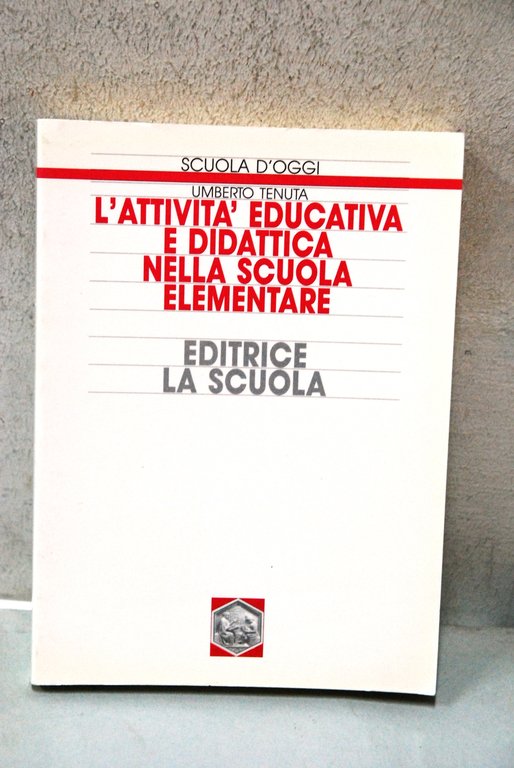 SCUOLA D'OGGI
UMBERTO TENUTA
L'ATTIVITA' EDUCATIVA
E DIDATTICA
NELLA SCUOLA
ELEMENTARE
EDITRICE
LA SCUOLA